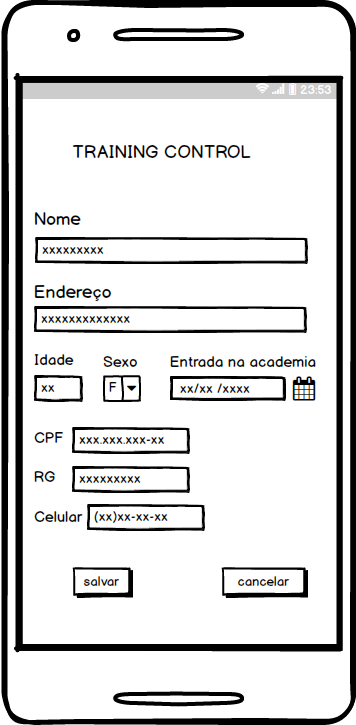 23:53
TRAINING CONTROL
Nome
xxxxxxxxx
Endereço
xxxxxxxxxxxxx
Idade Sexo Entrada na academia
xx F xx/xx /xxxx
CPF xxx.xxx.xxx-xx
RG xxxxxxxxx
Celular (xx)xx-xx-xx
salvar cancelar